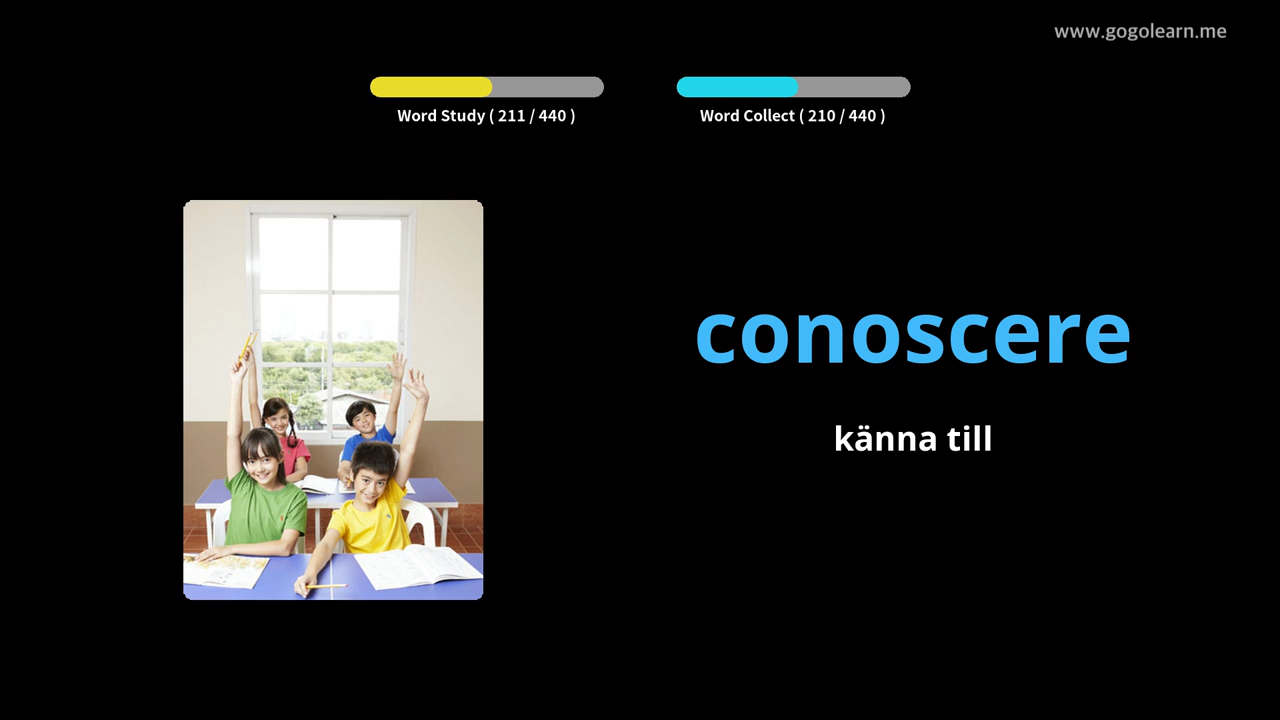 www.gogolearn.me
Word Study ( 211 / 440 )
Word Collect ( 210 / 440 )
conoscere
känna till